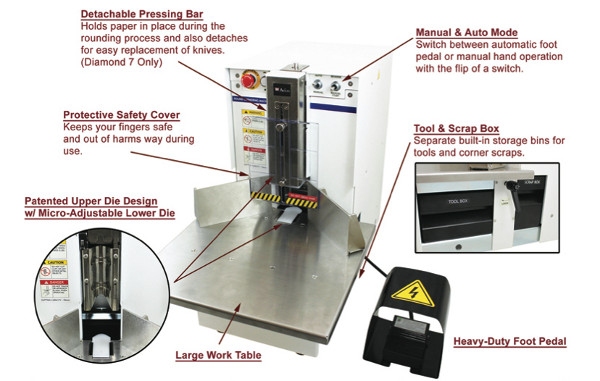 Detachable Pressing Bar
Holds paper in place during the
rounding process and also detaches
for easy replacement of knives.
(Diamond 7 Only)
Manual & Auto Mode
Switch between automatic foot
pedal or manual hand operation
with the flip of a switch.
Protective Safety Cover
Keeps your fingers safe
and out of harms way during
use.
Tool & Scrap Box
Separate built-in storage bins for
tools and corner scraps.
SCRAP BOX
TOOL BOX
Patented Upper Die Design
w/ Micro-Adjustable Lower Die
Large Work Table
Heavy-Duty Foot Pedal